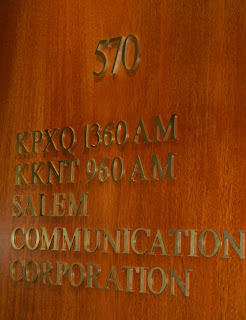 570
KPXQ 1360 AM
KKNT 960 AM
SALEM
COMMUNICATION
CORPORATION